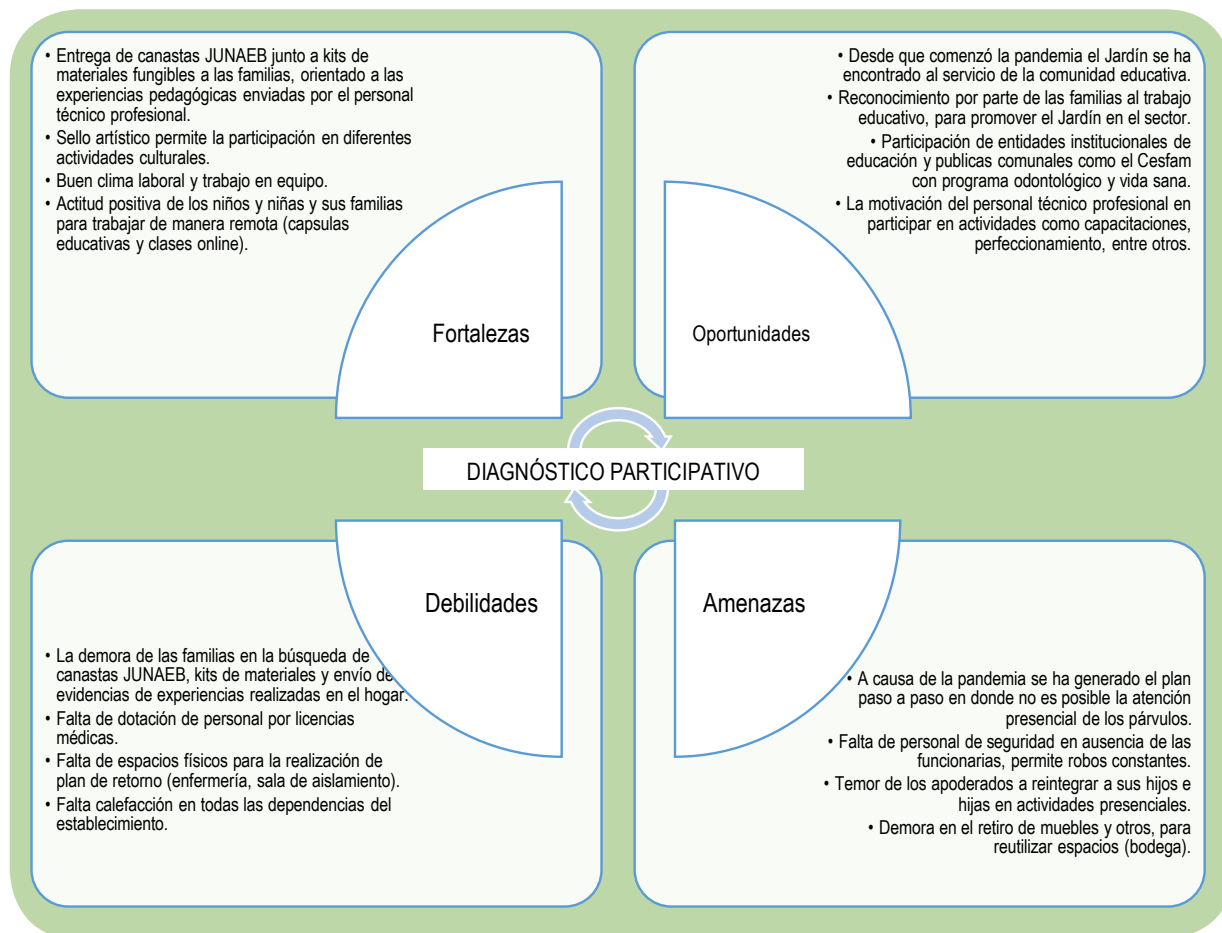 • Entrega de canastas JUNAEB junto a kits de
materiales fungibles a las familias, orientado a las
experiencias pedagógicas enviadas por el personal
técnico profesional.
• Sello artístico permite la participación en diferentes
actividades culturales.
• Buen clima laboral y trabajo en equipo.
• Actitud positiva de los niños y niñas y sus familias
para trabajar de manera remota (capsulas
educativas y clases online).
Fortalezas
• Desde que comenzó la pandemia el Jardín se ha
encontrado al servicio de la comunidad educativa.
• Reconocimiento por parte de las familias al trabajo
educativo, para promover el Jardín en el sector.
• Participación de entidades institucionales de
educación y publicas comunales como el Cesfam
con programa odontológico y vida sana.
• La motivación del personal técnico profesional en
participar en actividades como capacitaciones,
perfeccionamiento, entre otros.
Oportunidades
DIAGNÓSTICO PARTICIPATIVO
Debilidades
• La demora de las familias en la búsqueda de
canastas JUNAEB, kits de materiales y envío de
evidencias de experiencias realizadas en el hogar.
• Falta de dotación de personal por licencias
médicas.
• Falta de espacios físicos para la realización de
plan de retorno (enfermería, sala de aislamiento).
• Falta calefacción en todas las dependencias del
establecimiento.
Amenazas
• A causa de la pandemia se ha generado el plan
paso a paso en donde no es posible la atención
presencial de los párvulos.
• Falta de personal de seguridad en ausencia de las
funcionarias, permite robos constantes.
• Temor de los apoderados a reintegrar a sus hijos e
hijas en actividades presenciales.
• Demora en el retiro de muebles y otros, para
reutilizar espacios (bodega).